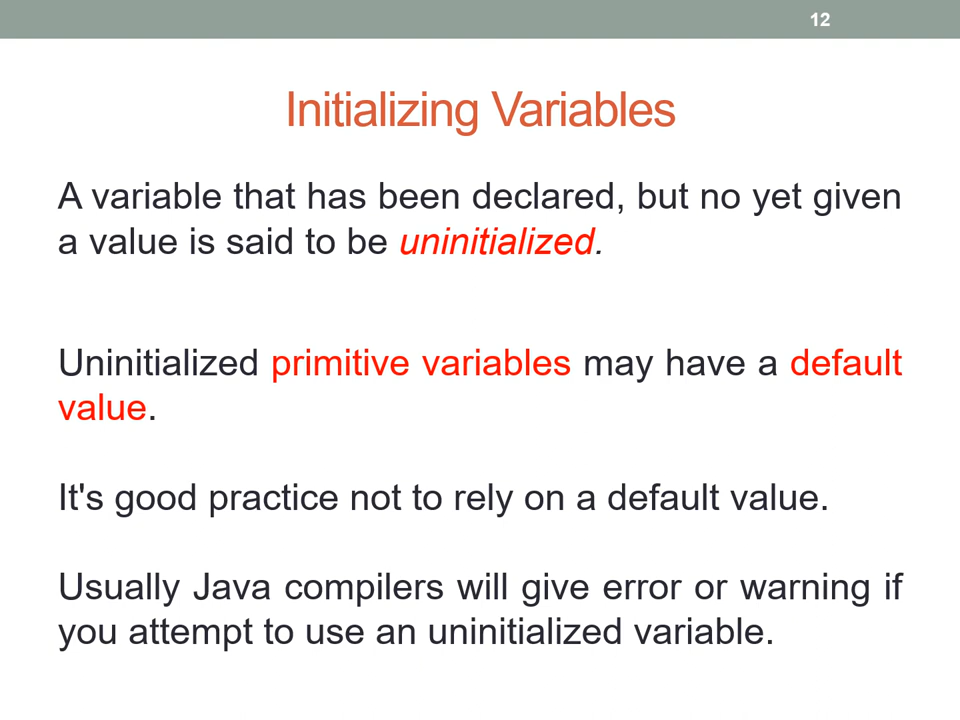 12
Initializing Variables
A variable that has been declared, but no yet given
a value is said to be uninitialized.
Uninitialized primitive variables may have a default
value.
It's good practice not to rely on a default value.
Usually Java compilers will give error or warning if
you attempt to use an uninitialized variable.